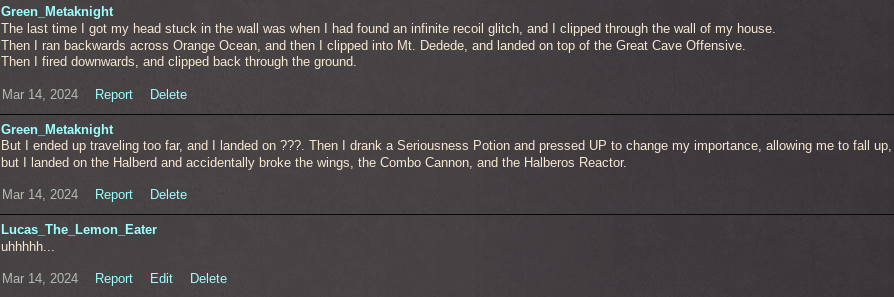 Green_Metaknight
The last time I got my head stuck in the wall was when I had found an infinite recoil glitch, and I clipped through the wall of my house.
Then I ran backwards across Orange Ocean, and then I clipped into Mt. Dedede, and landed on top of the Great Cave Offensive.
Then I fired downwards, and clipped back through the ground.
Mar 14, 2024 Report Delete
Green_Metaknight
But I ended up traveling too far, and I landed on ???. Then I drank a Seriousness Potion and pressed UP to change my importance, allowing me to fall up,
but I landed on the Halberd and accidentally broke the wings, the Combo Cannon, and the Halberos Reactor.
Mar 14, 2024 Report Delete
Lucas_The_Lemon_Eater
uhhhhh...
Mar 14, 2024 Report Edit Delete